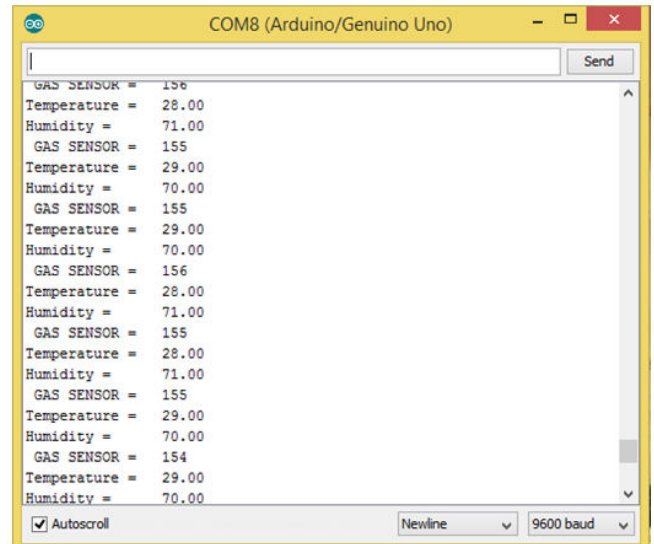 COM8 (Arduino/Genuino Uno)
Send
GAS SENSOR = 156
Temperature = 28.00
Humidity = 71.00
GAS SENSOR = 155
Temperature = 29.00
Humidity = 70.00
GAS SENSOR = 155
Temperature = 29.00
Humidity = 70.00
GAS SENSOR = 156
Temperature = 28.00
Humidity = 71.00
GAS SENSOR = 155
Temperature = 28.00
Humidity = 71.00
GAS SENSOR = 155
Temperature = 29.00
Humidity = 70.00
GAS SENSOR = 154
Temperature = 29.00
Humidity = 70.00
Autoscroll Newline 9600 baud